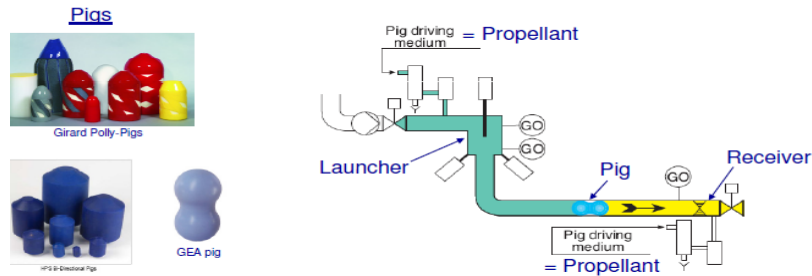 Pigs
Girard Polly-Pigs
HPS Bi-Directional Pigs
GEA pig
Pig driving
medium
= Propellant
GO
GO
Launcher
Pig
GO
Receiver
Pig driving
medium
= Propellant